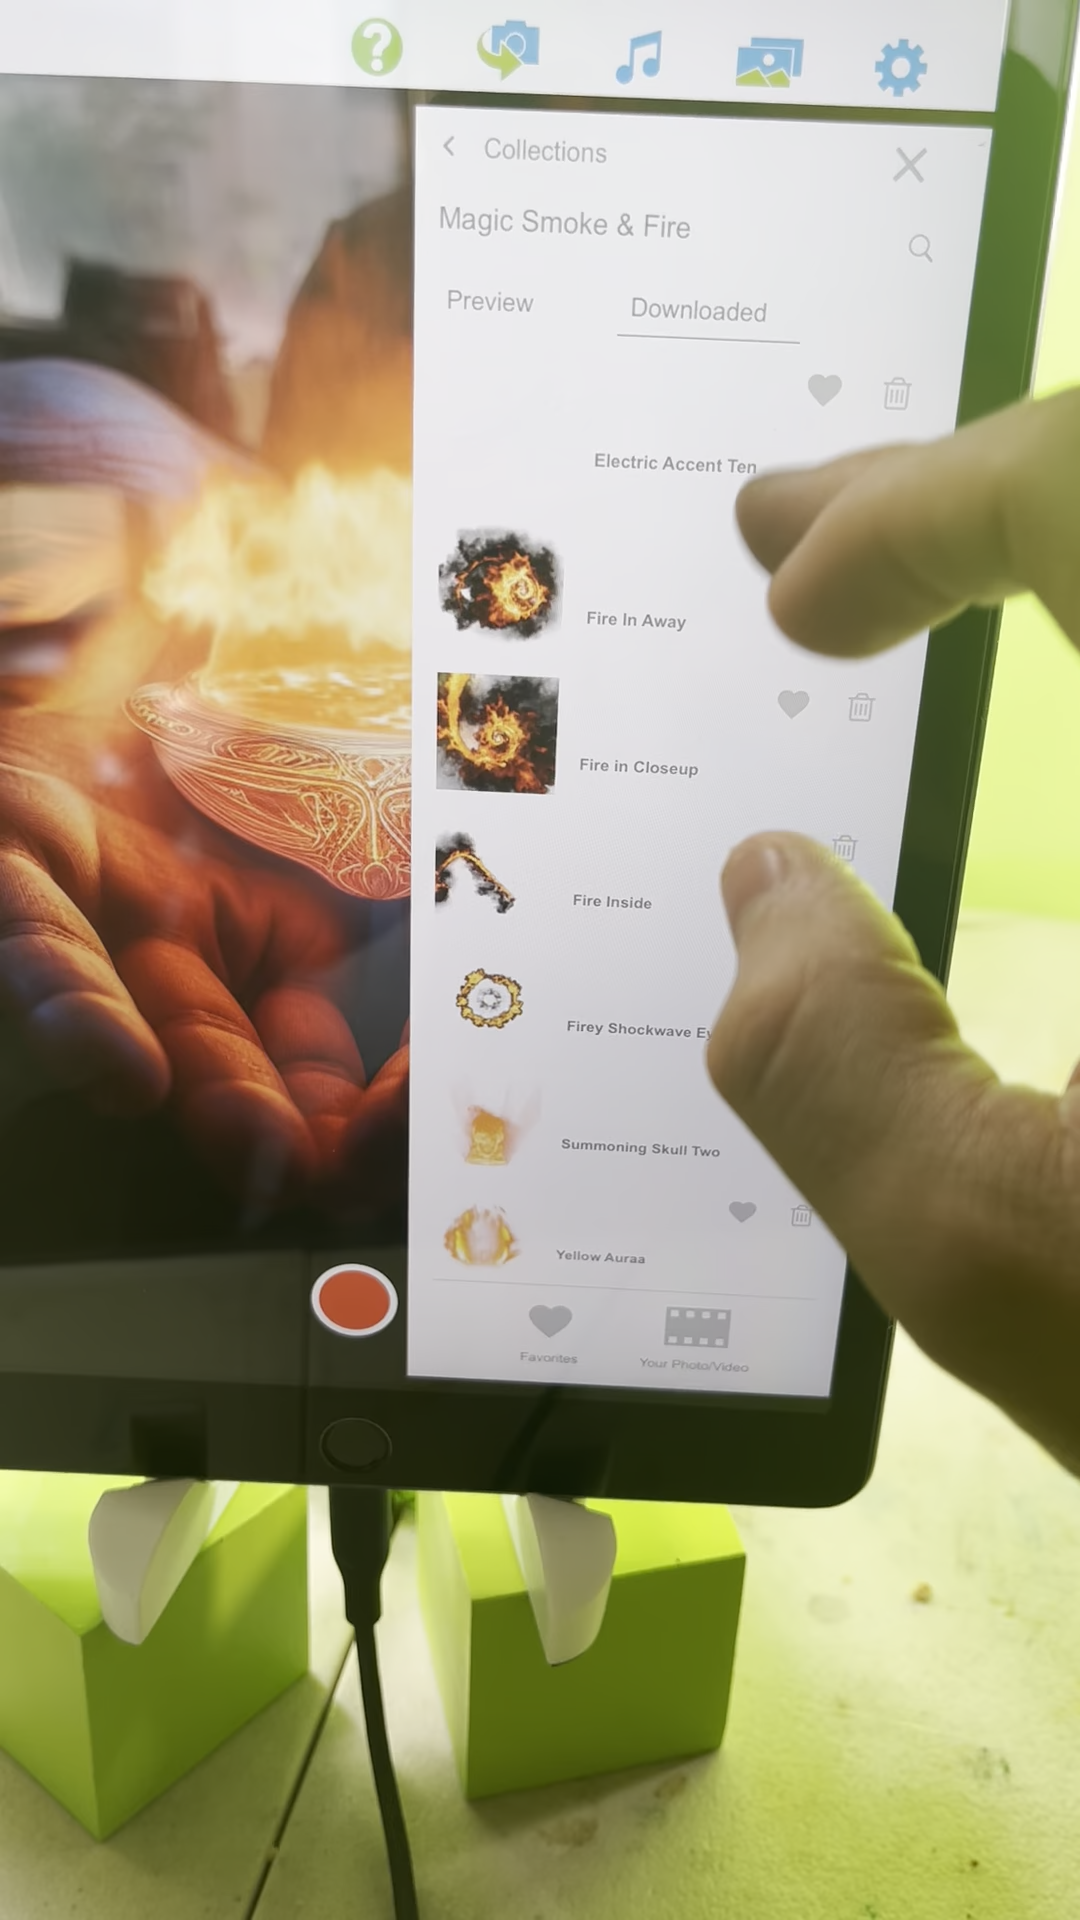 Collections
Magic Smoke & Fire
Preview
Downloaded
Electric Accent Ten
Fire In Away
Fire in Closeup
Fire Inside
Firey Shockwave
Summoning Skull Two
Yellow Auraa
Favorites
Your Photo/Video